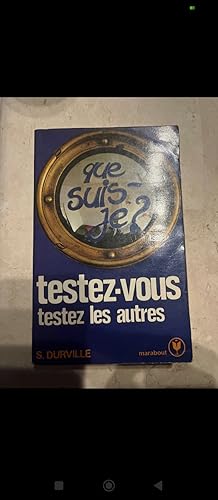 que
suis-
je?
testez-vous
testez les autres
S. DURVILLE
marabout